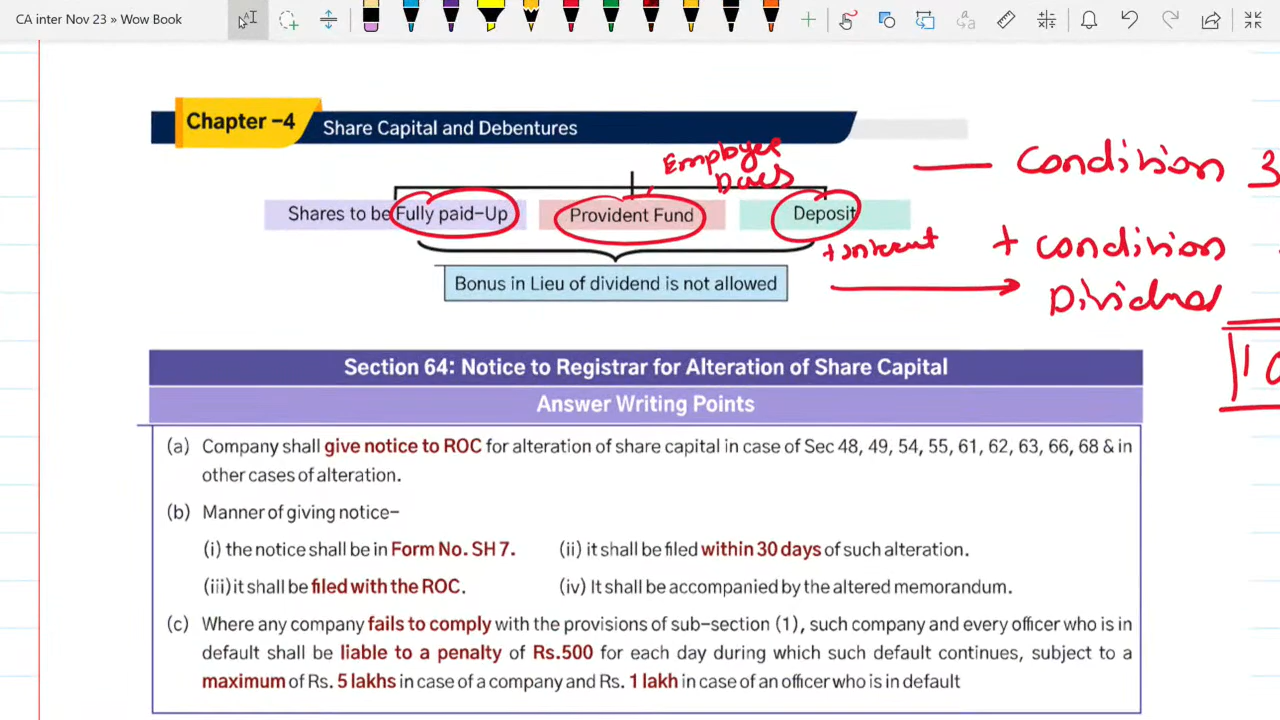 CA inter Nov 23 » Wow Book
Chapter –4
Share Capital and Debentures
Employee
Dues
Condition 3
Shares to be Fully paid-Up
Provident Fund
Deposit
+ Interest
+ condition
Bonus in Lieu of dividend is not allowed
Dividend
Section 64: Notice to Registrar for Alteration of Share Capital
Answer Writing Points
(a) Company shall give notice to ROC for alteration of share capital in case of Sec 48, 49, 54, 55, 61, 62, 63, 66, 68 & in
other cases of alteration.
(b) Manner of giving notice–
(i) the notice shall be in Form No. SH 7. (ii) it shall be filed within 30 days of such alteration.
(iii) it shall be filed with the ROC. (iv) It shall be accompanied by the altered memorandum.
(c) Where any company fails to comply with the provisions of sub-section (1), such company and every officer who is in
default shall be liable to a penalty of Rs.500 for each day during which such default continues, subject to a
maximum of Rs. 5 lakhs in case of a company and Rs. 1 lakh in case of an officer who is in default